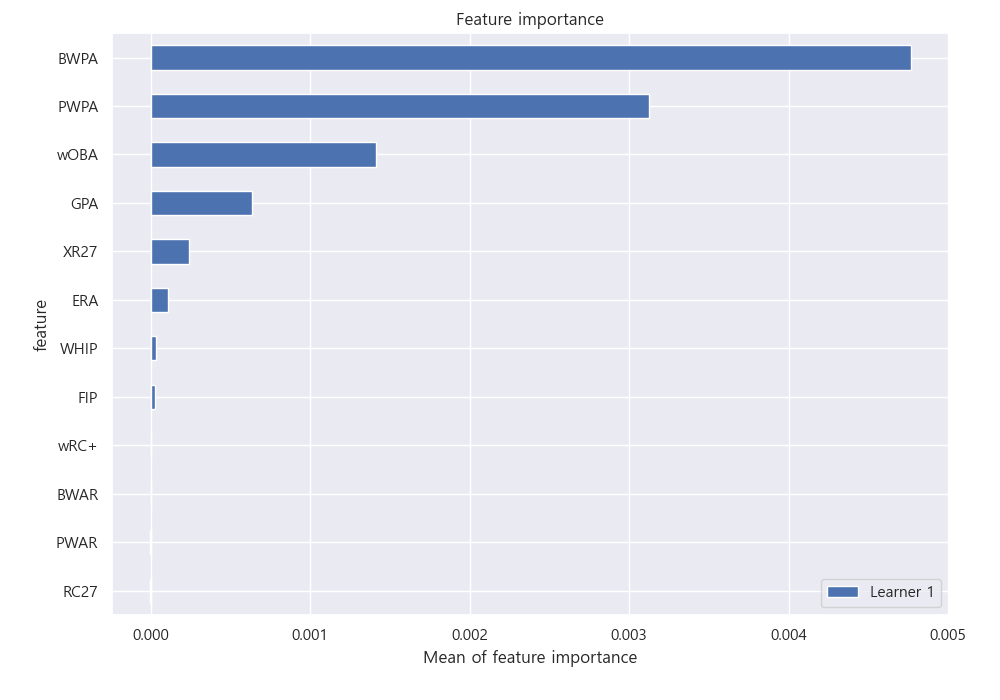 Feature importance
BWPA
PWPA
wOBA
GPA
XR27
ERA
WHIP
FIP
wRC+
BWAR
PWAR
RC27
feature
Learner 1
0.000 0.001 0.002 0.003 0.004 0.005
Mean of feature importance